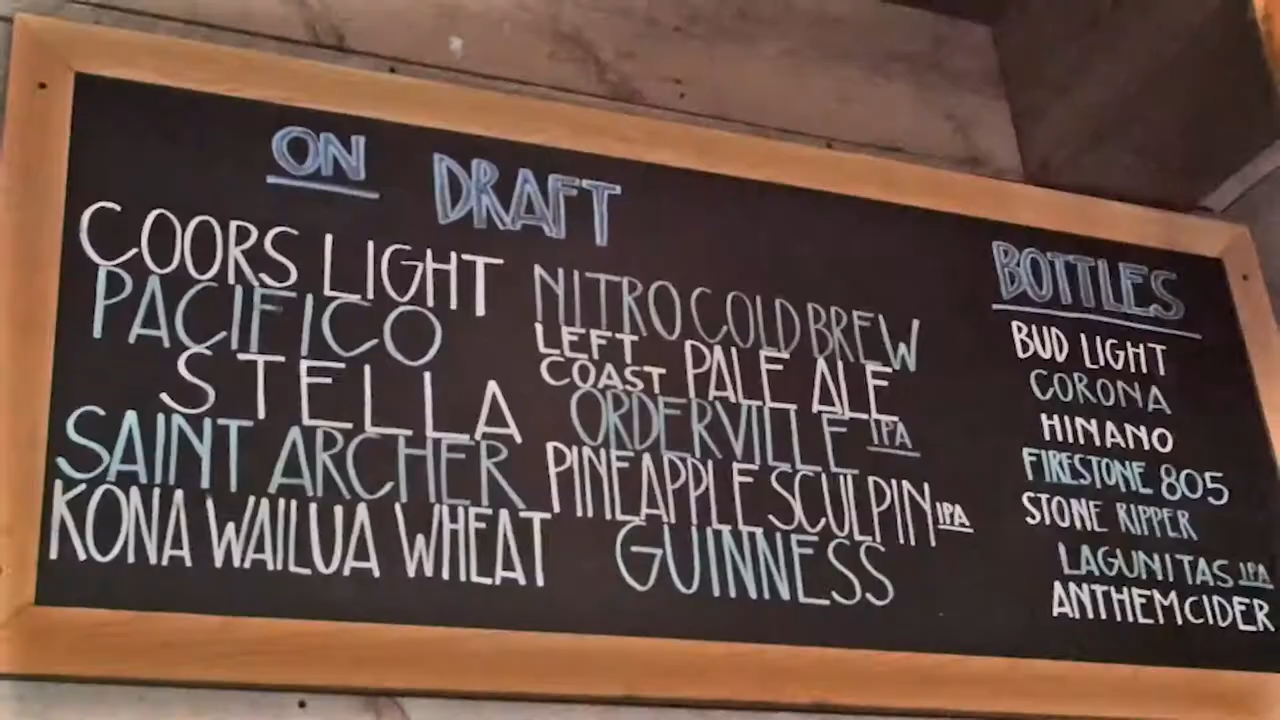 ON DRAFT
COORS LIGHT
PACIFICO
STELLA
SAINT ARCHER
KONA WAILUA WHEAT
NITRO COLD BREW
LEFT COAST PALE ALE
ORDERVILLE IPA
PINEAPPLE SCULPIN IPA
GUINNESS
BOTTLES
BUD LIGHT
CORONA
HINANO
FIRESTONE 805
STONE RIPPER
LAGUNITAS IPA
ANTHEM CIDER